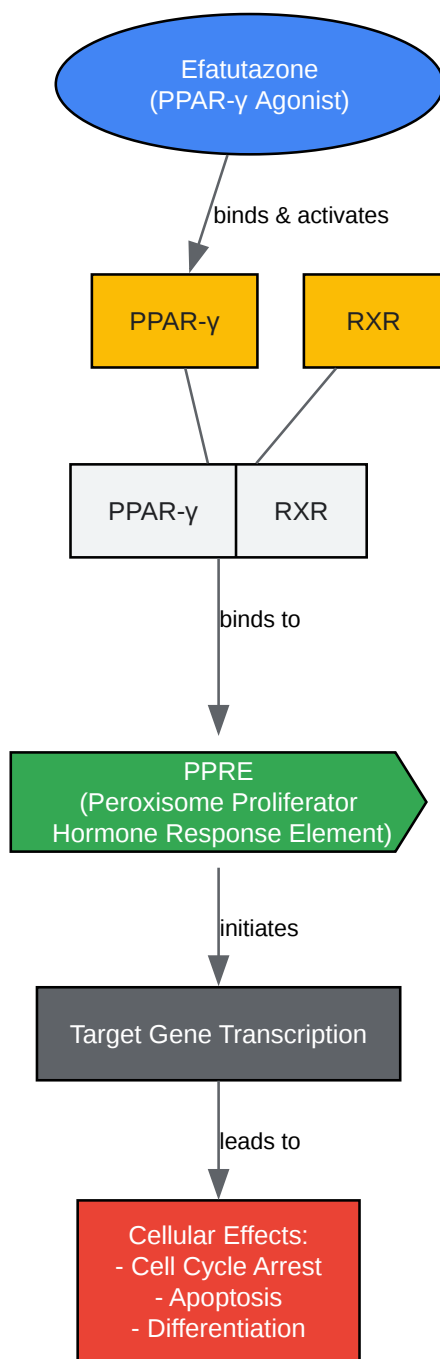 Efatutazone
(PPAR-γ Agonist)
binds & activates
PPAR-γ
RXR
PPAR-γ
RXR
binds to
PPRE
(Peroxisome Proliferator
Hormone Response Element)
initiates
Target Gene Transcription
leads to
Cellular Effects:
- Cell Cycle Arrest
- Apoptosis
- Differentiation